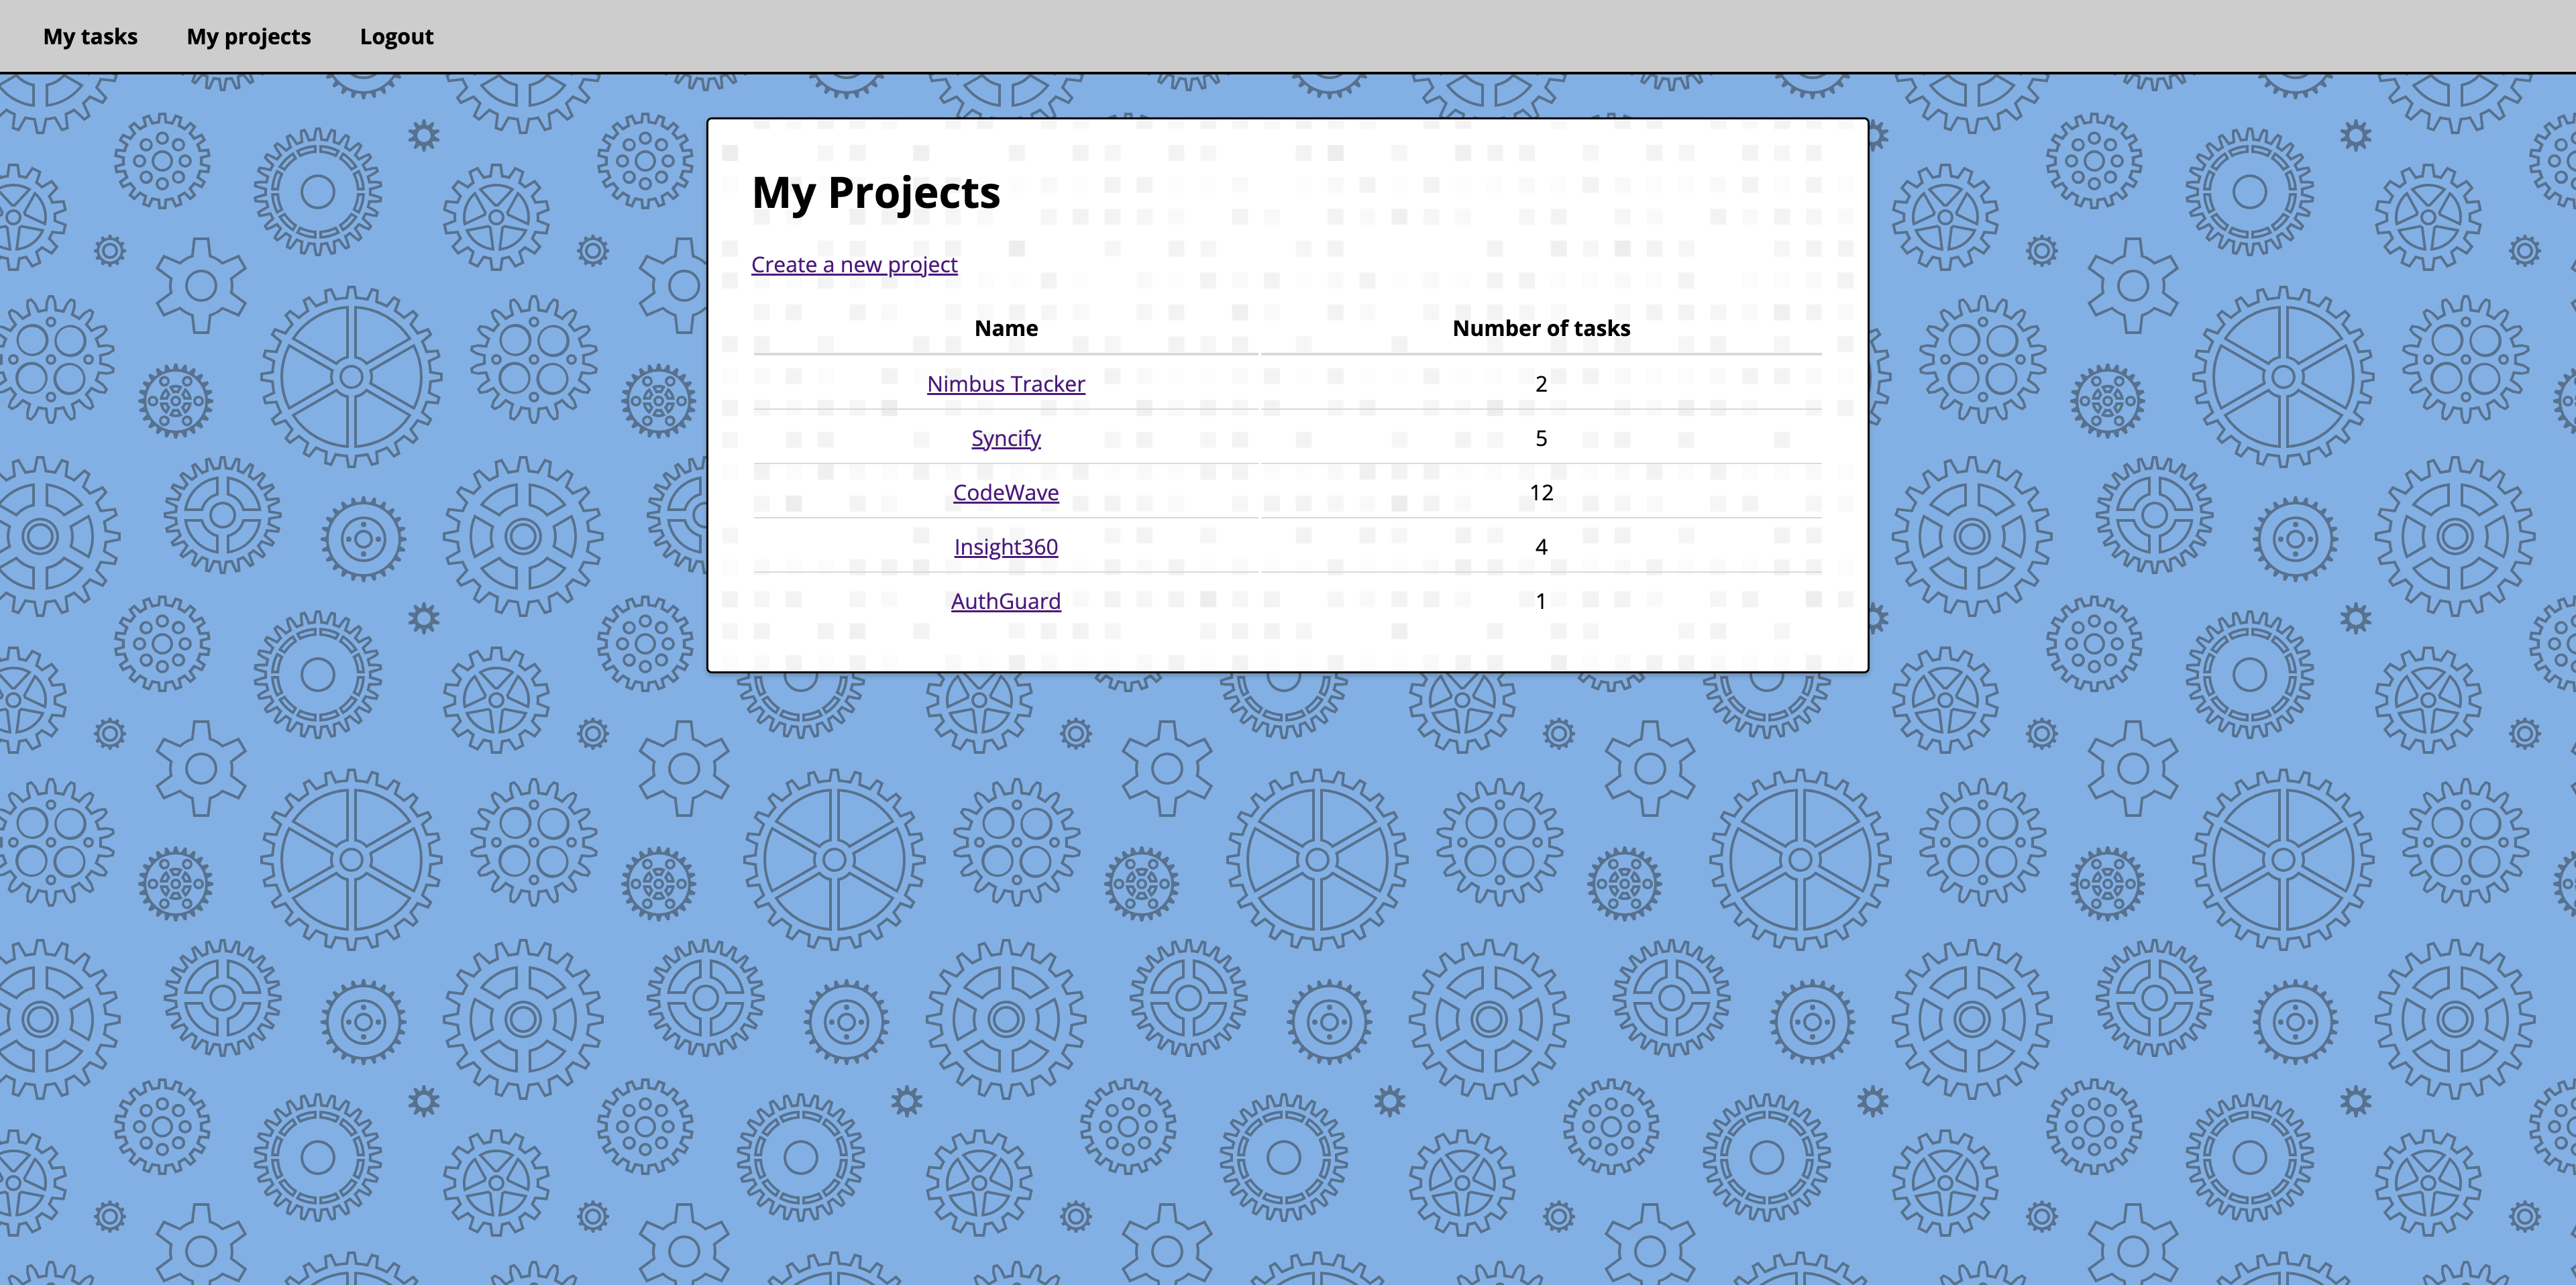 My tasks My projects Logout
My Projects
Create a new project
Name Number of tasks
Nimbus Tracker 2
Syncify 5
CodeWave 12
Insight360 4
AuthGuard 1